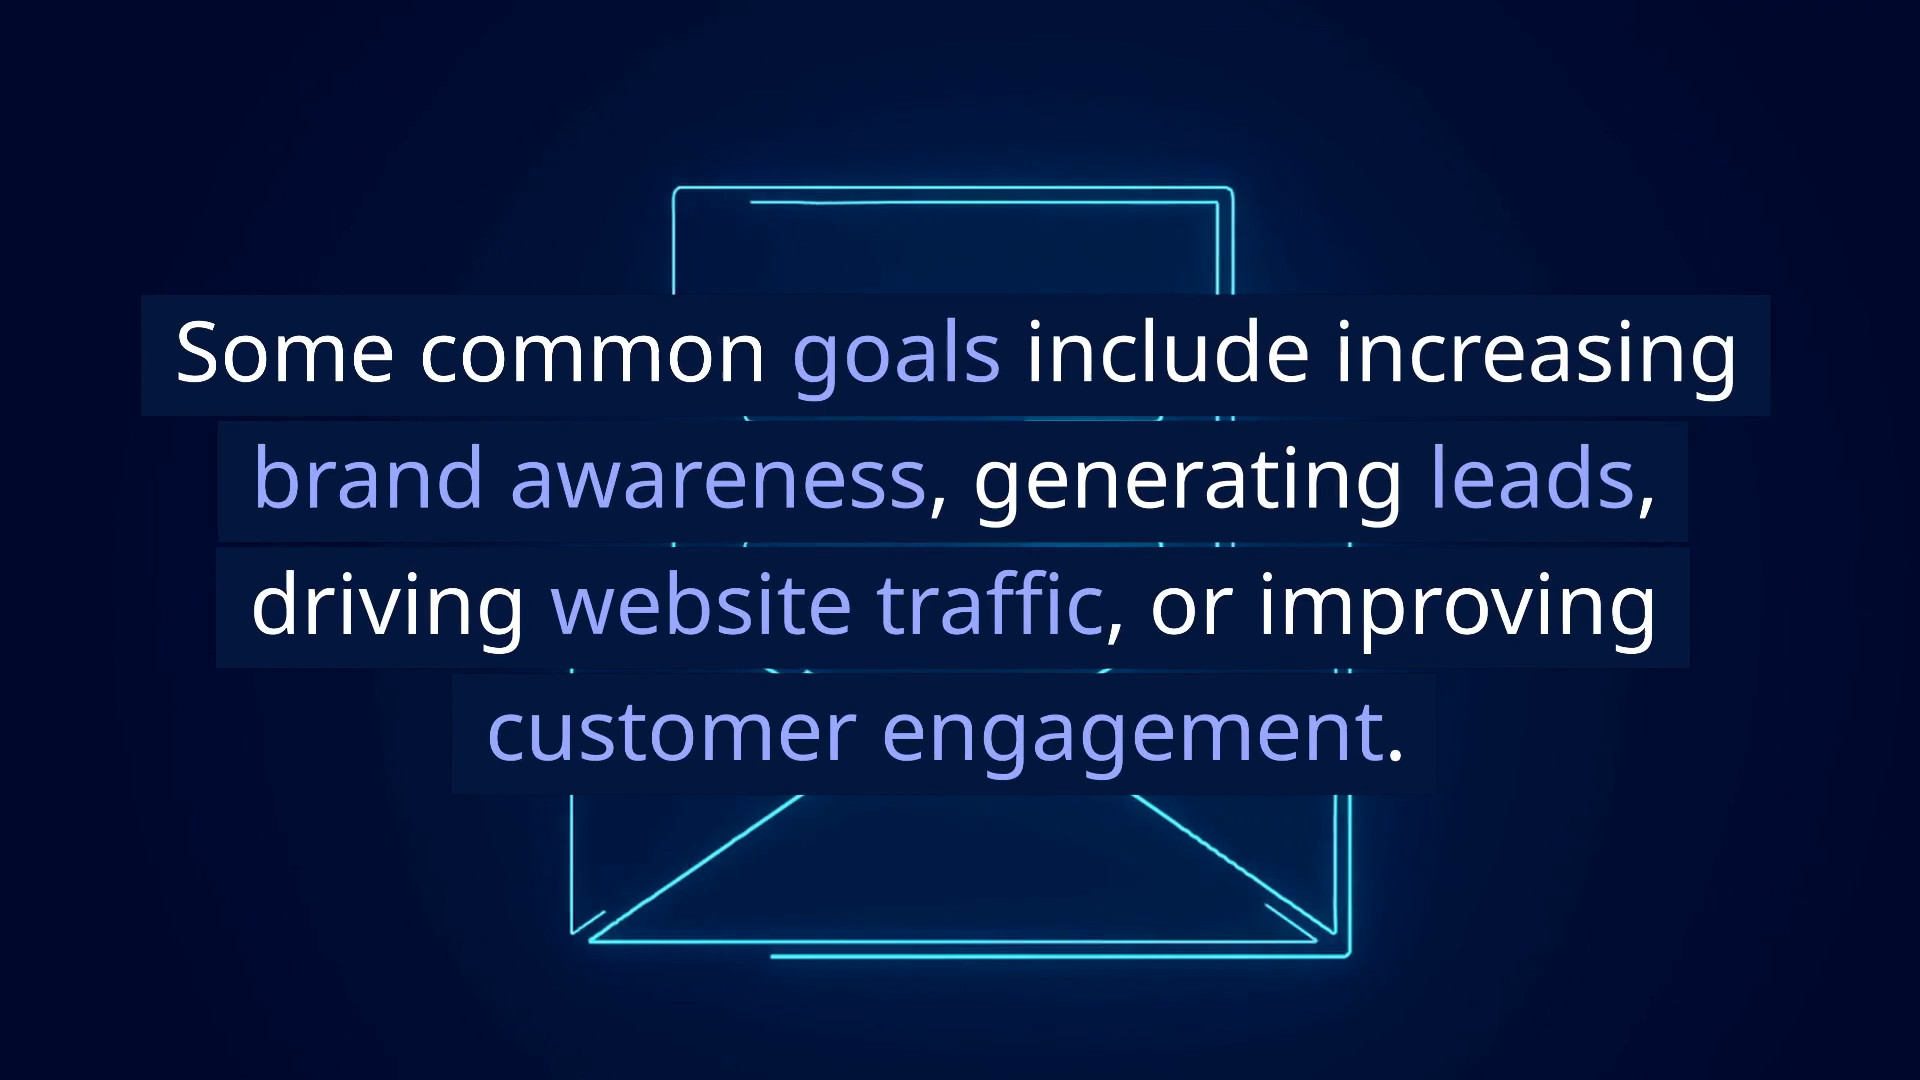 Some common goals include increasing
brand awareness, generating leads,
driving website traffic, or improving
customer engagement.